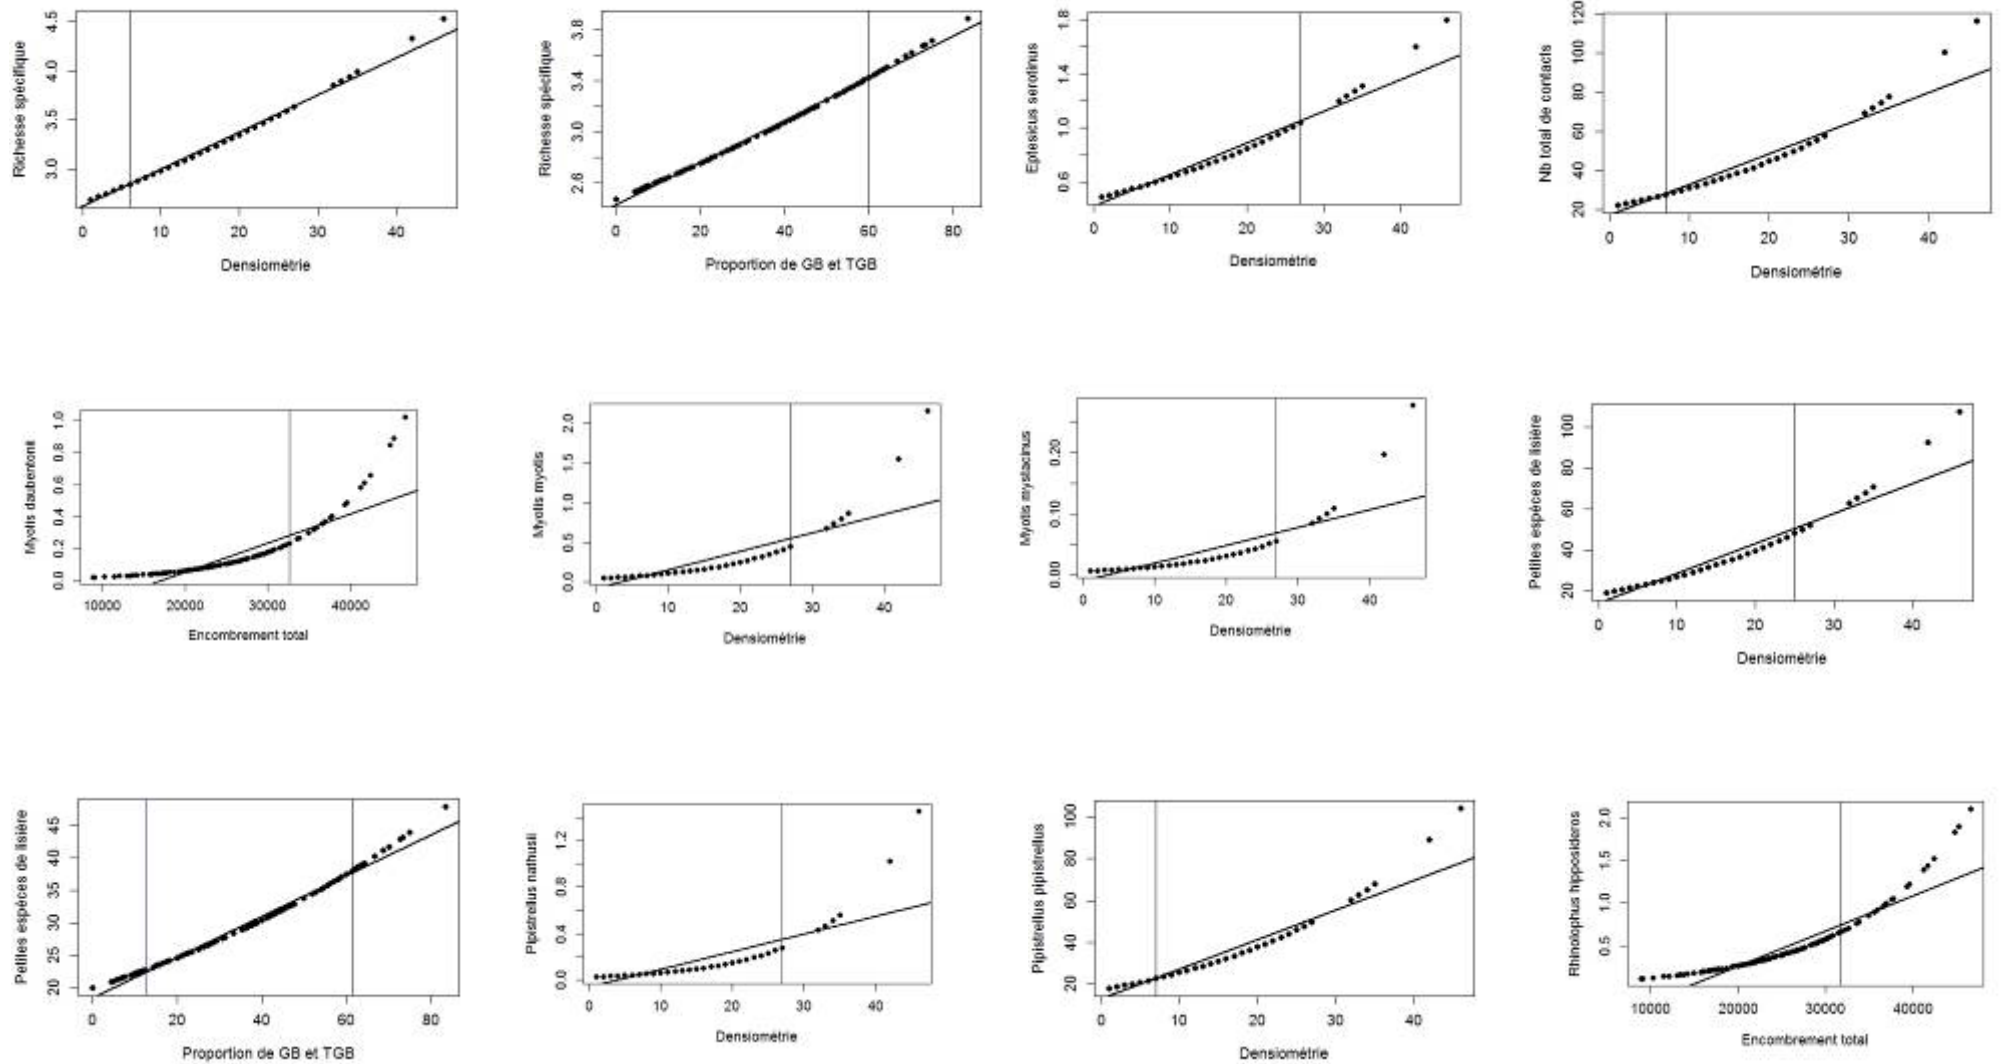 Richesse spécifique
4.5
4.0
3.5
3.0
0 10 20 30 40
Densiométrie
Richesse spécifique
3.8
3.4
3.0
2.6
0 20 40 60 80
Proportion de GB et TGB
Eptesicus serotinus
1.8
1.4
1.0
0.6
0 10 20 30 40
Densiométrie
Nb total de contacts
120
100
80
60
40
20
0 10 20 30 40
Densiométrie
Myotis daubentonii
1.0
0.8
0.6
0.4
0.2
0.0
10000 20000 30000 40000
Encombrement total
Myotis myotis
2.0
1.5
1.0
0.5
0.0
0 10 20 30 40
Densiométrie
Myotis mystacinus
0.20
0.10
0.00
0 10 20 30 40
Densiométrie
Petites espèces de lisière
100
80
60
40
20
0 10 20 30 40
Densiométrie
Petites espèces de lisière
45
40
35
30
25
20
0 20 40 60 80
Proportion de GB et TGB
Pipistrellus nathusii
1.2
0.8
0.4
0.0
0 10 20 30 40
Densiométrie
Pipistrellus pipistrellus
100
80
60
40
20
0 10 20 30 40
Densiométrie
Rhinolophus hipposideros
2.0
1.5
1.0
0.5
10000 20000 30000 40000
Encombrement total